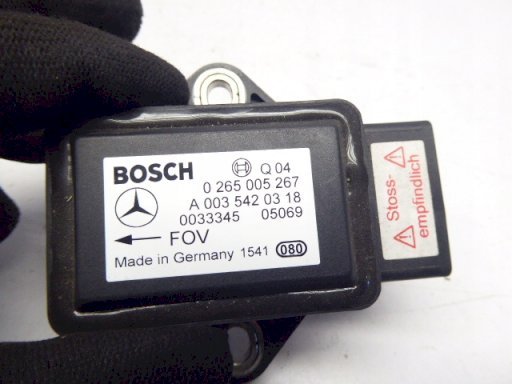 BOSCH Q 04
0 265 005 267
A 003 542 03 18
0033345 05069
FOV
Made in Germany 1541 080
Stoss-
empfindlich